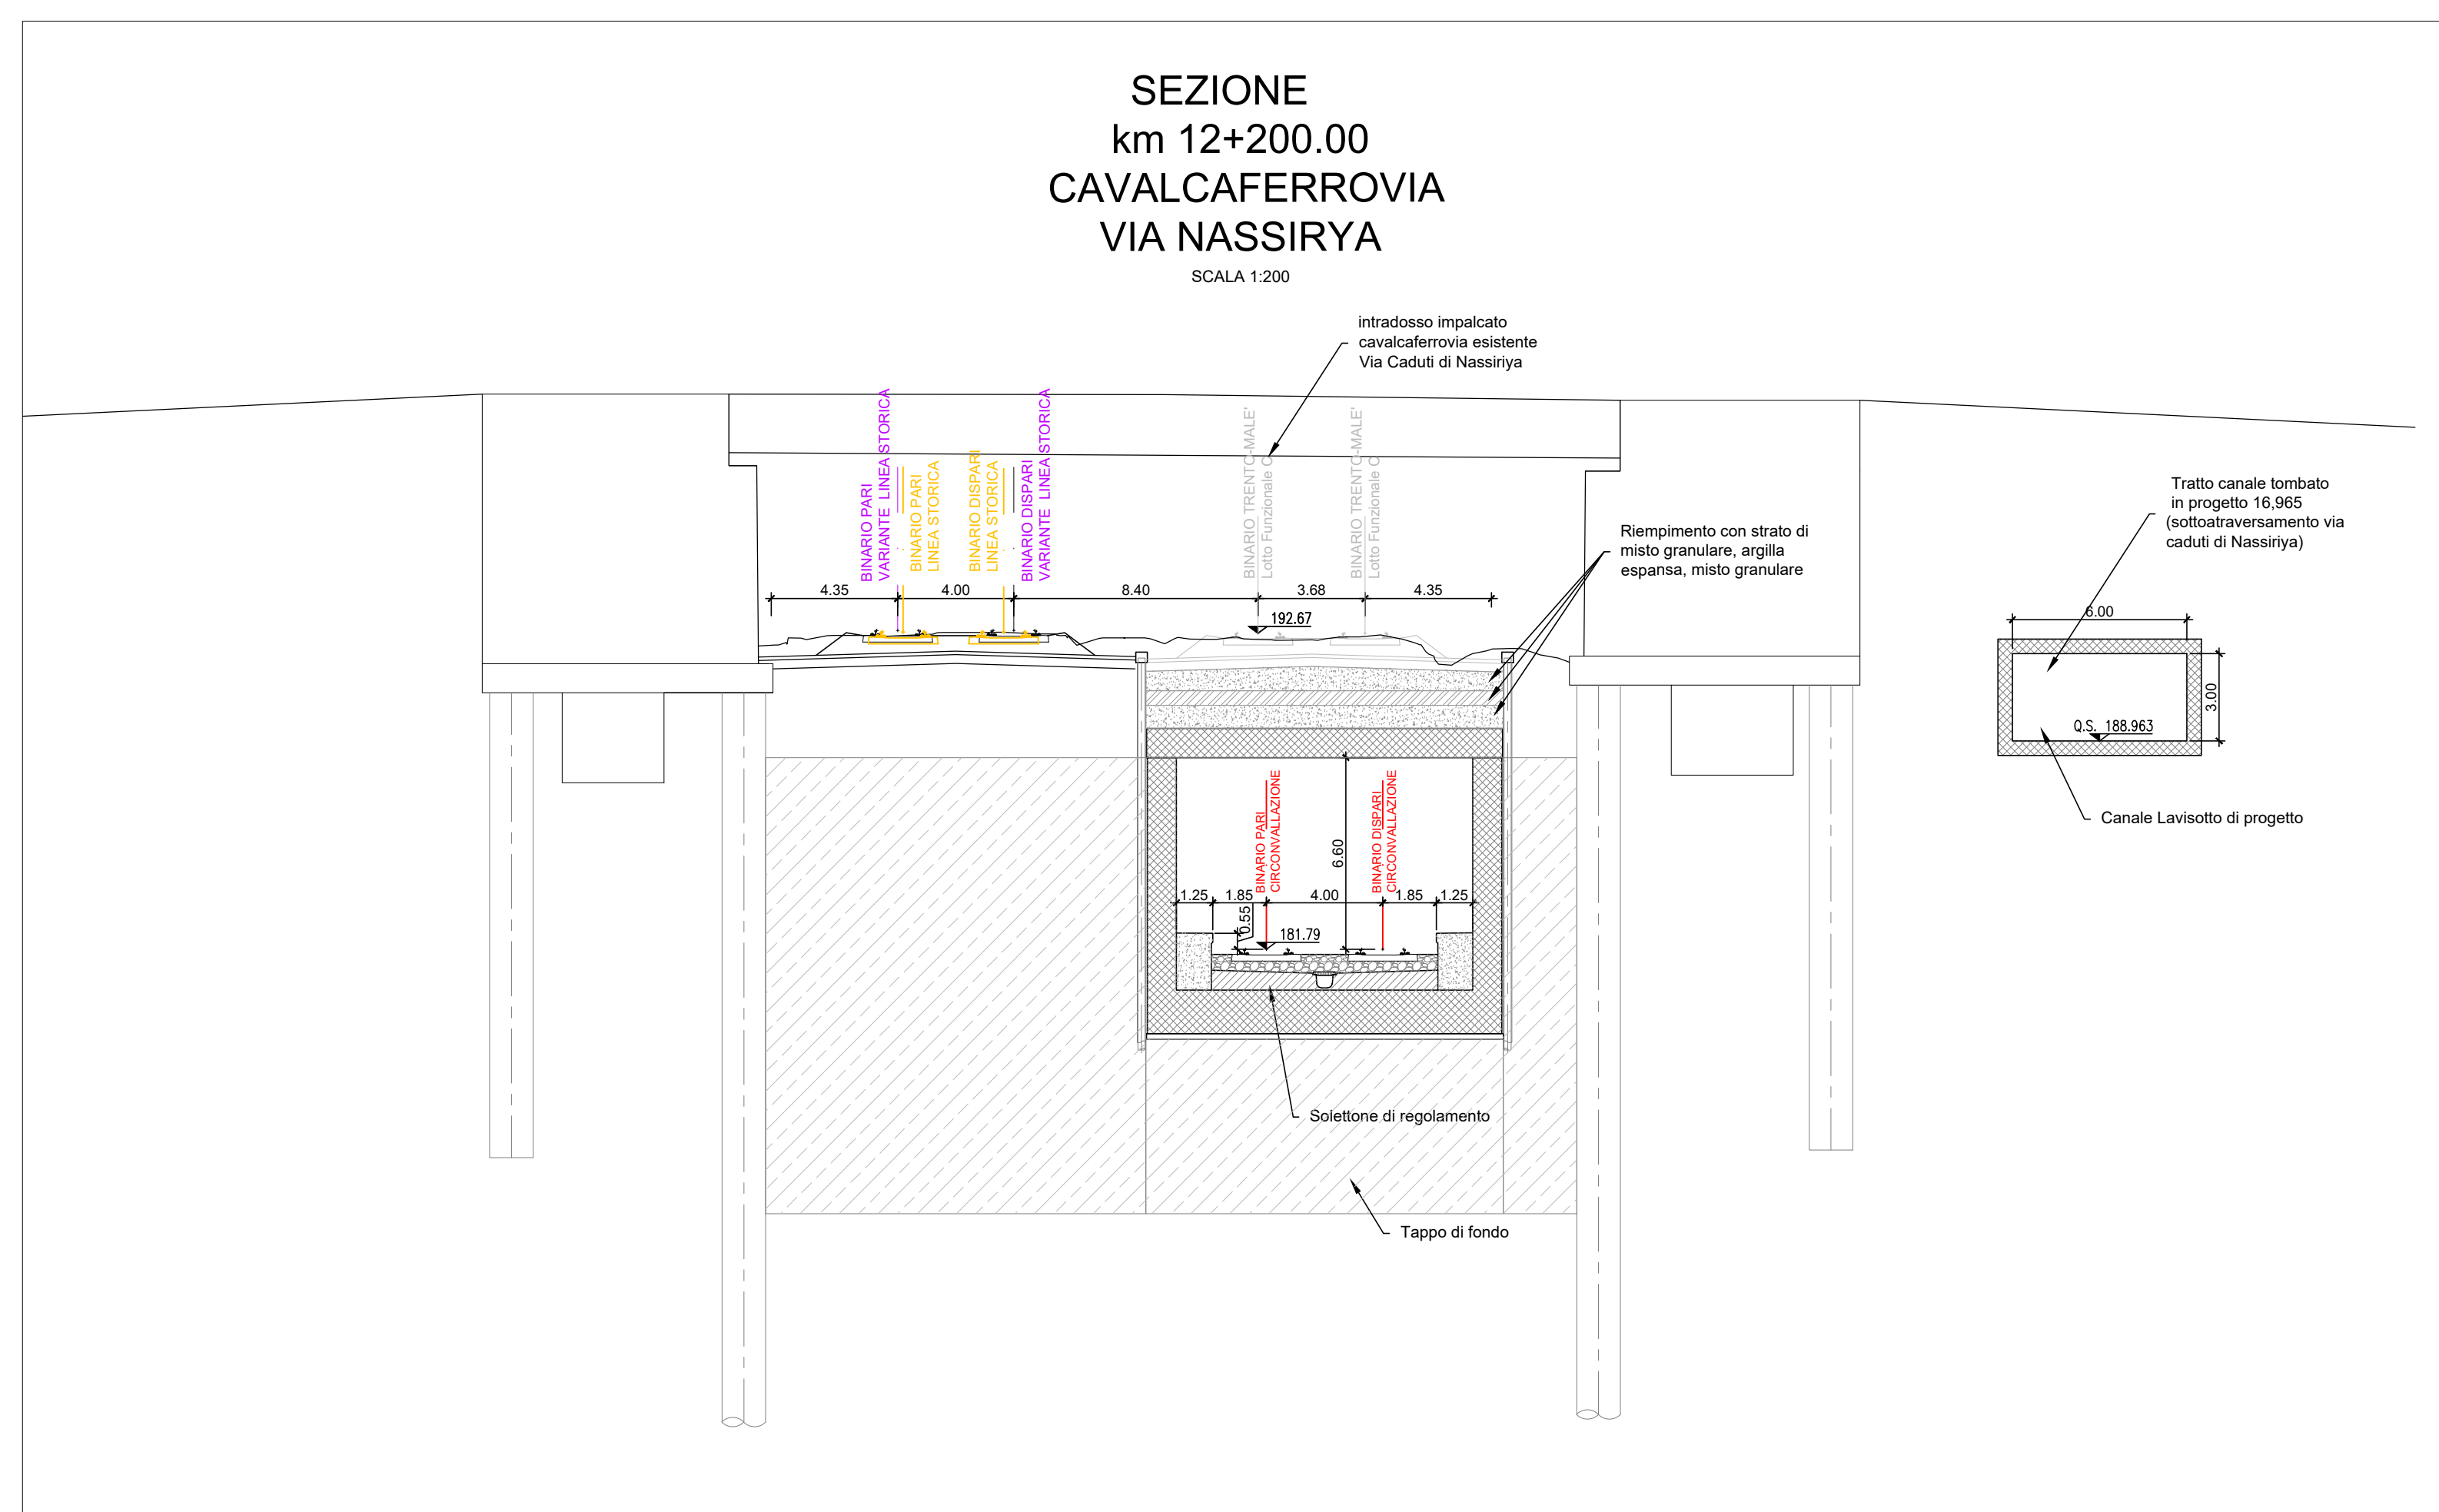 SEZIONE
km 12+200.00
CAVALCAFERROVIA
VIA NASSIRYA
SCALA 1:200
intradosso impalcato
cavalcaferrovia esistente
Via Caduti di Nassiriya
BINARIO PARI
VARIANTE LINEA STORICA
BINARIO PARI
LINEA STORICA
BINARIO DISPARI
LINEA STORICA
BINARIO DISPARI
VARIANTE LINEA STORICA
BINARIO TRENTO-MALE'
Lotto Funzionale C
BINARIO TRENTO-MALE'
Lotto Funzionale C
Riempimento con strato di
misto granulare, argilla
espansa, misto granulare
Tratto canale tombato
in progetto 16,965
(sottoatraversamento via
caduti di Nassiriya)
4.35
4.00
8.40
3.68
4.35
192.67
6.00
3.00
Q.S. 188.963
Canale Lavisotto di progetto
BINARIO PARI
CIRCONVALLAZIONE
BINARIO DISPARI
CIRCONVALLAZIONE
6.60
1.25
1.85
4.00
1.85
1.25
0.55
181.79
Solettone di regolamento
Tappo di fondo